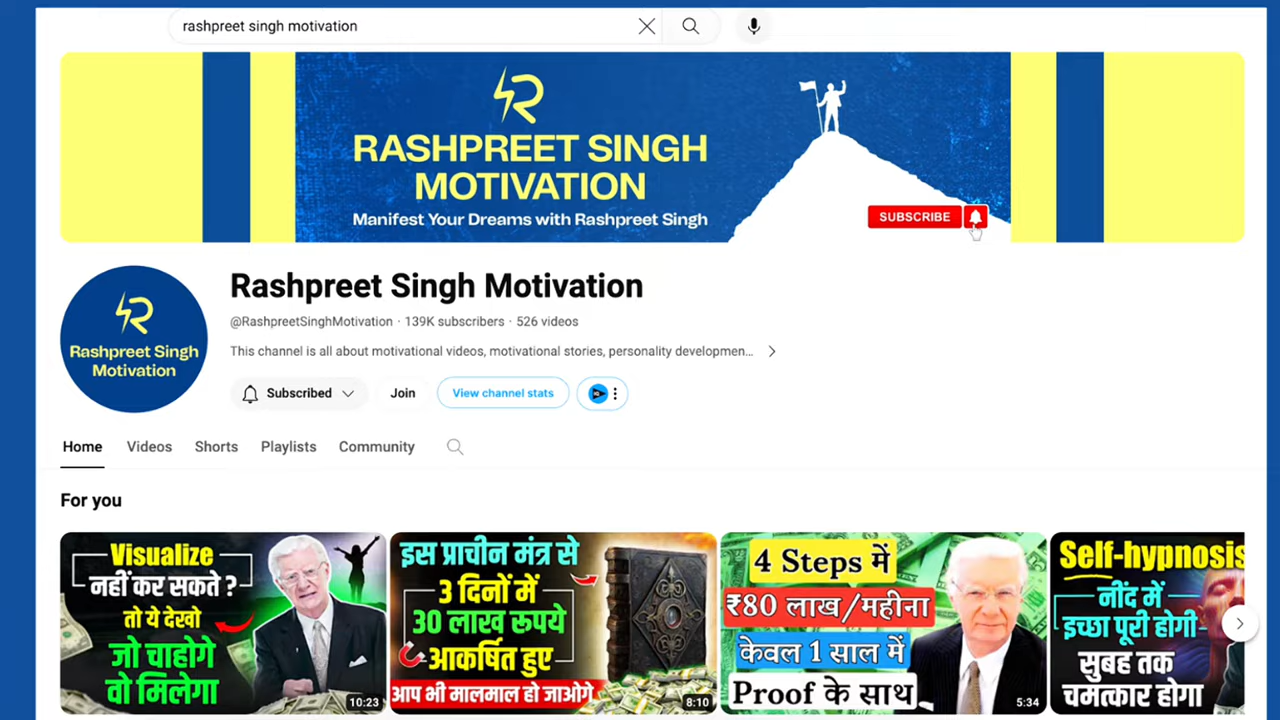 rashpreet singh motivation
RASHPREET SINGH
MOTIVATION
Manifest Your Dreams with Rashpreet Singh
SUBSCRIBE
Rashpreet Singh
Motivation
Rashpreet Singh Motivation
@RashpreetSinghMotivation · 139K subscribers · 526 videos
This channel is all about motivational videos, motivational stories, personality developmen...
Subscribed
Join
View channel stats
Home
Videos
Shorts
Playlists
Community
For you
Visualize
नहीं कर सकते ?
तो ये देखो
जो चाहोगे
वो मिलेगा
10:23
इस प्राचीन मंत्र से
3 दिनों में
30 लाख रूपये
आकर्षित हुए
आप भी मालामाल हो जाओगे
8:10
4 Steps में
₹80 लाख/महीना
केवल 1 साल में
Proof के साथ
5:34
Self-hypnosis
नींद में
इच्छा पूरी होगी
सुबह तक
चमत्कार होगा